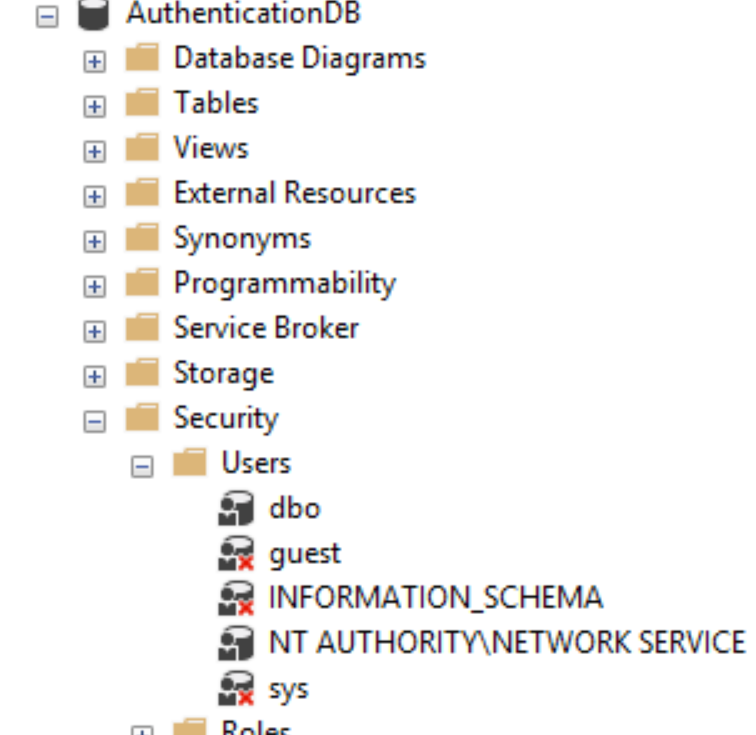 AuthenticationDB
Database Diagrams
Tables
Views
External Resources
Synonyms
Programmability
Service Broker
Storage
Security
Users
dbo
guest
INFORMATION_SCHEMA
NT AUTHORITY\NETWORK SERVICE
sys
Roles